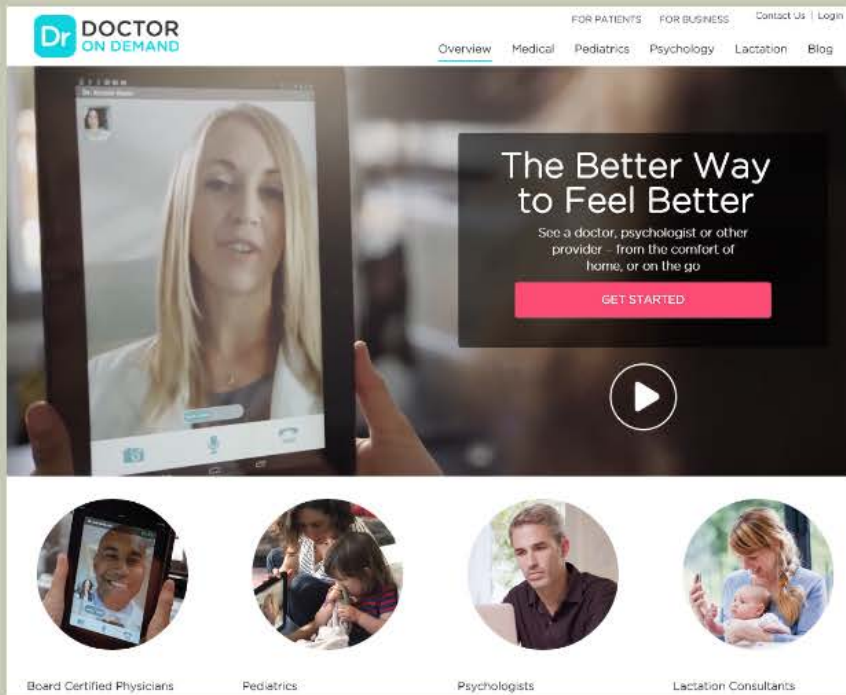 Dr DOCTOR
ON DEMAND
FOR PATIENTS FOR BUSINESS Contact Us | Login
Overview Medical Pediatrics Psychology Lactation Blog
The Better Way
to Feel Better
See a doctor, psychologist or other
provider – from the comfort of
home, or on the go
GET STARTED
Board Certified Physicians Pediatrics Psychologists Lactation Consultants